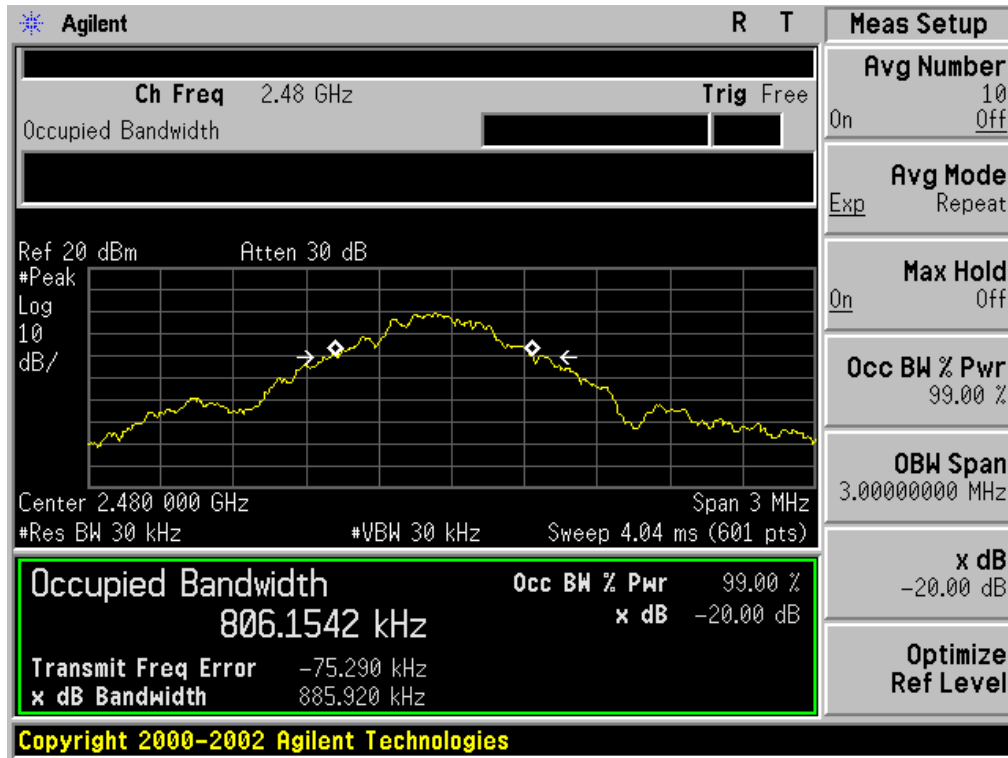 Agilent R T
Ch Freq 2.48 GHz Trig Free
Occupied Bandwidth
Ref 20 dBm Atten 30 dB
#Peak
Log
10
dB/
Center 2.480 000 GHz Span 3 MHz
#Res BW 30 kHz #VBW 30 kHz Sweep 4.04 ms (601 pts)
Occupied Bandwidth
806.1542 kHz
Occ BW % Pwr 99.00 %
x dB -20.00 dB
Transmit Freq Error -75.290 kHz
x dB Bandwidth 885.920 kHz
Copyright 2000-2002 Agilent Technologies
Meas Setup
Avg Number
10
On Off
Avg Mode
Exp Repeat
Max Hold
On Off
Occ BW % Pwr
99.00 %
OBW Span
3.00000000 MHz
x dB
-20.00 dB
Optimize
Ref Level